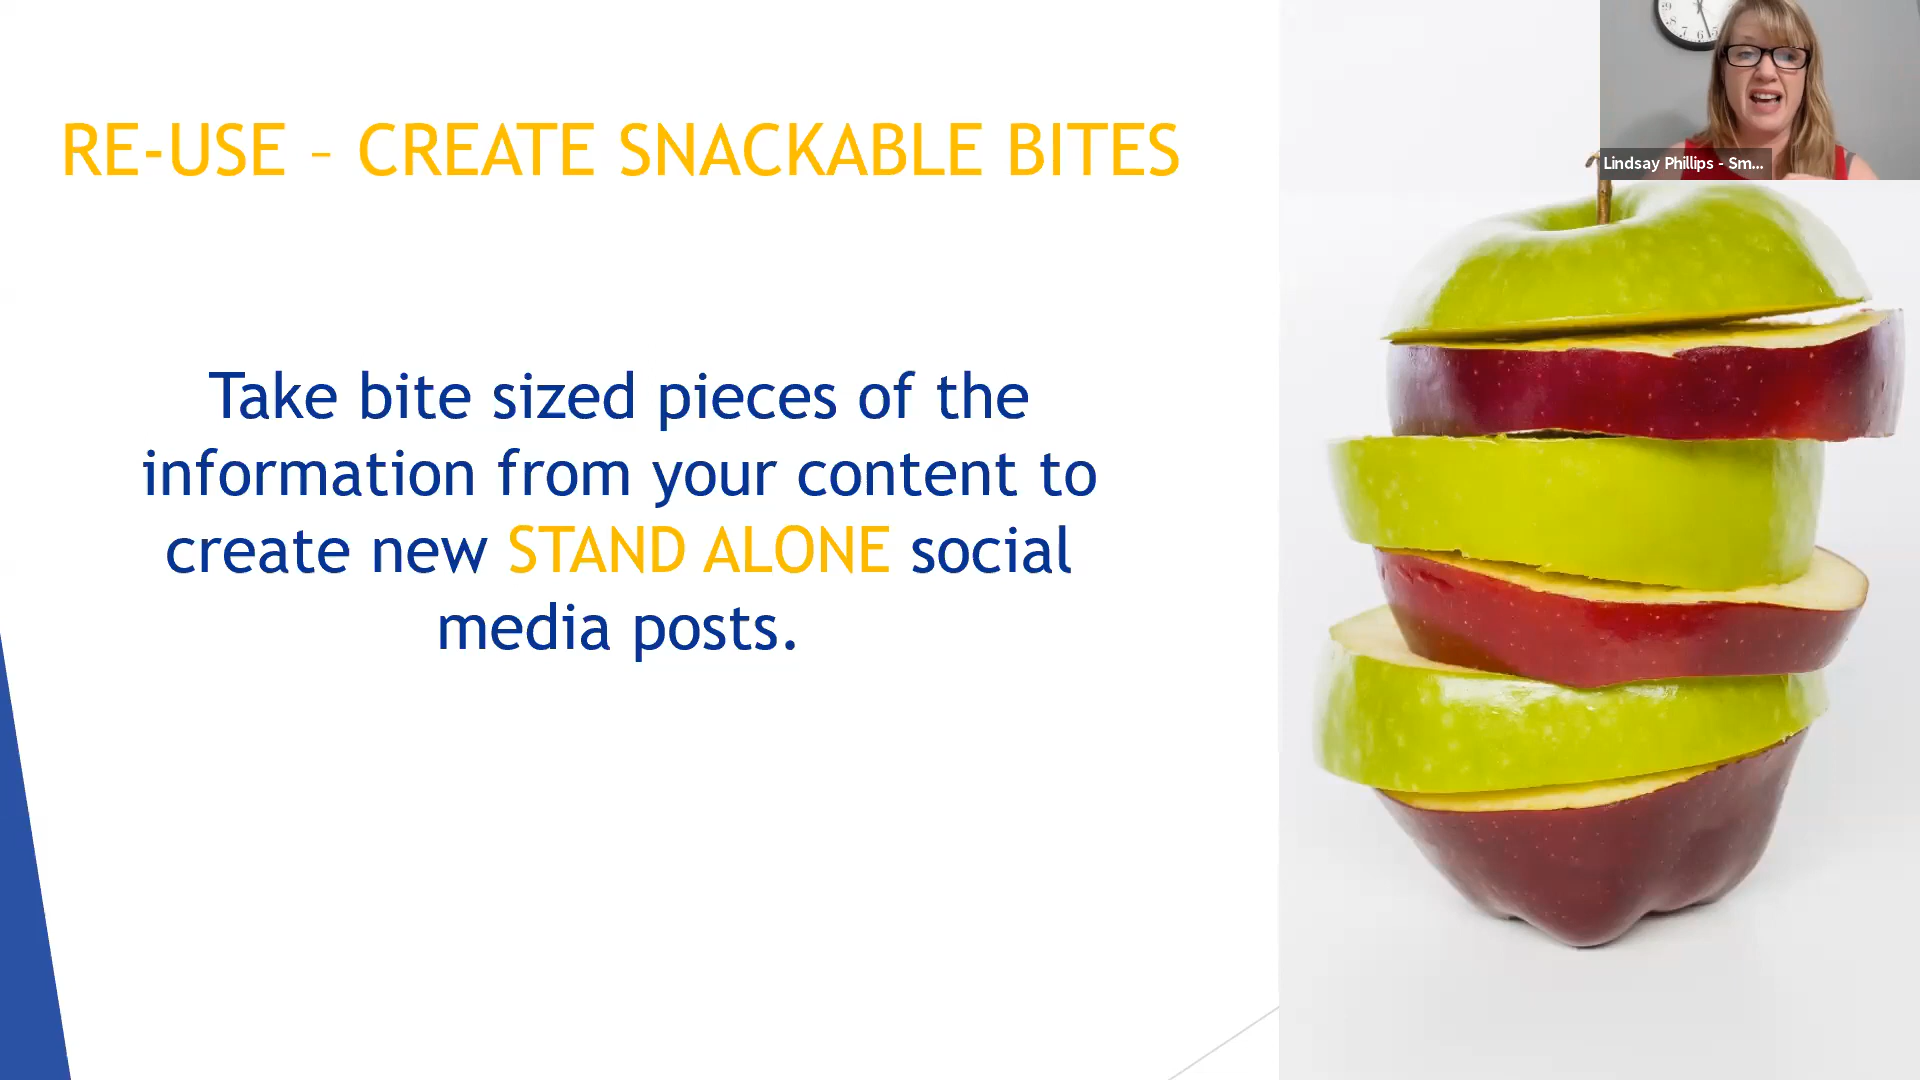 RE-USE – CREATE SNACKABLE BITES
Lindsay Phillips - Sm...
Take bite sized pieces of the
information from your content to
create new STAND ALONE social
media posts.